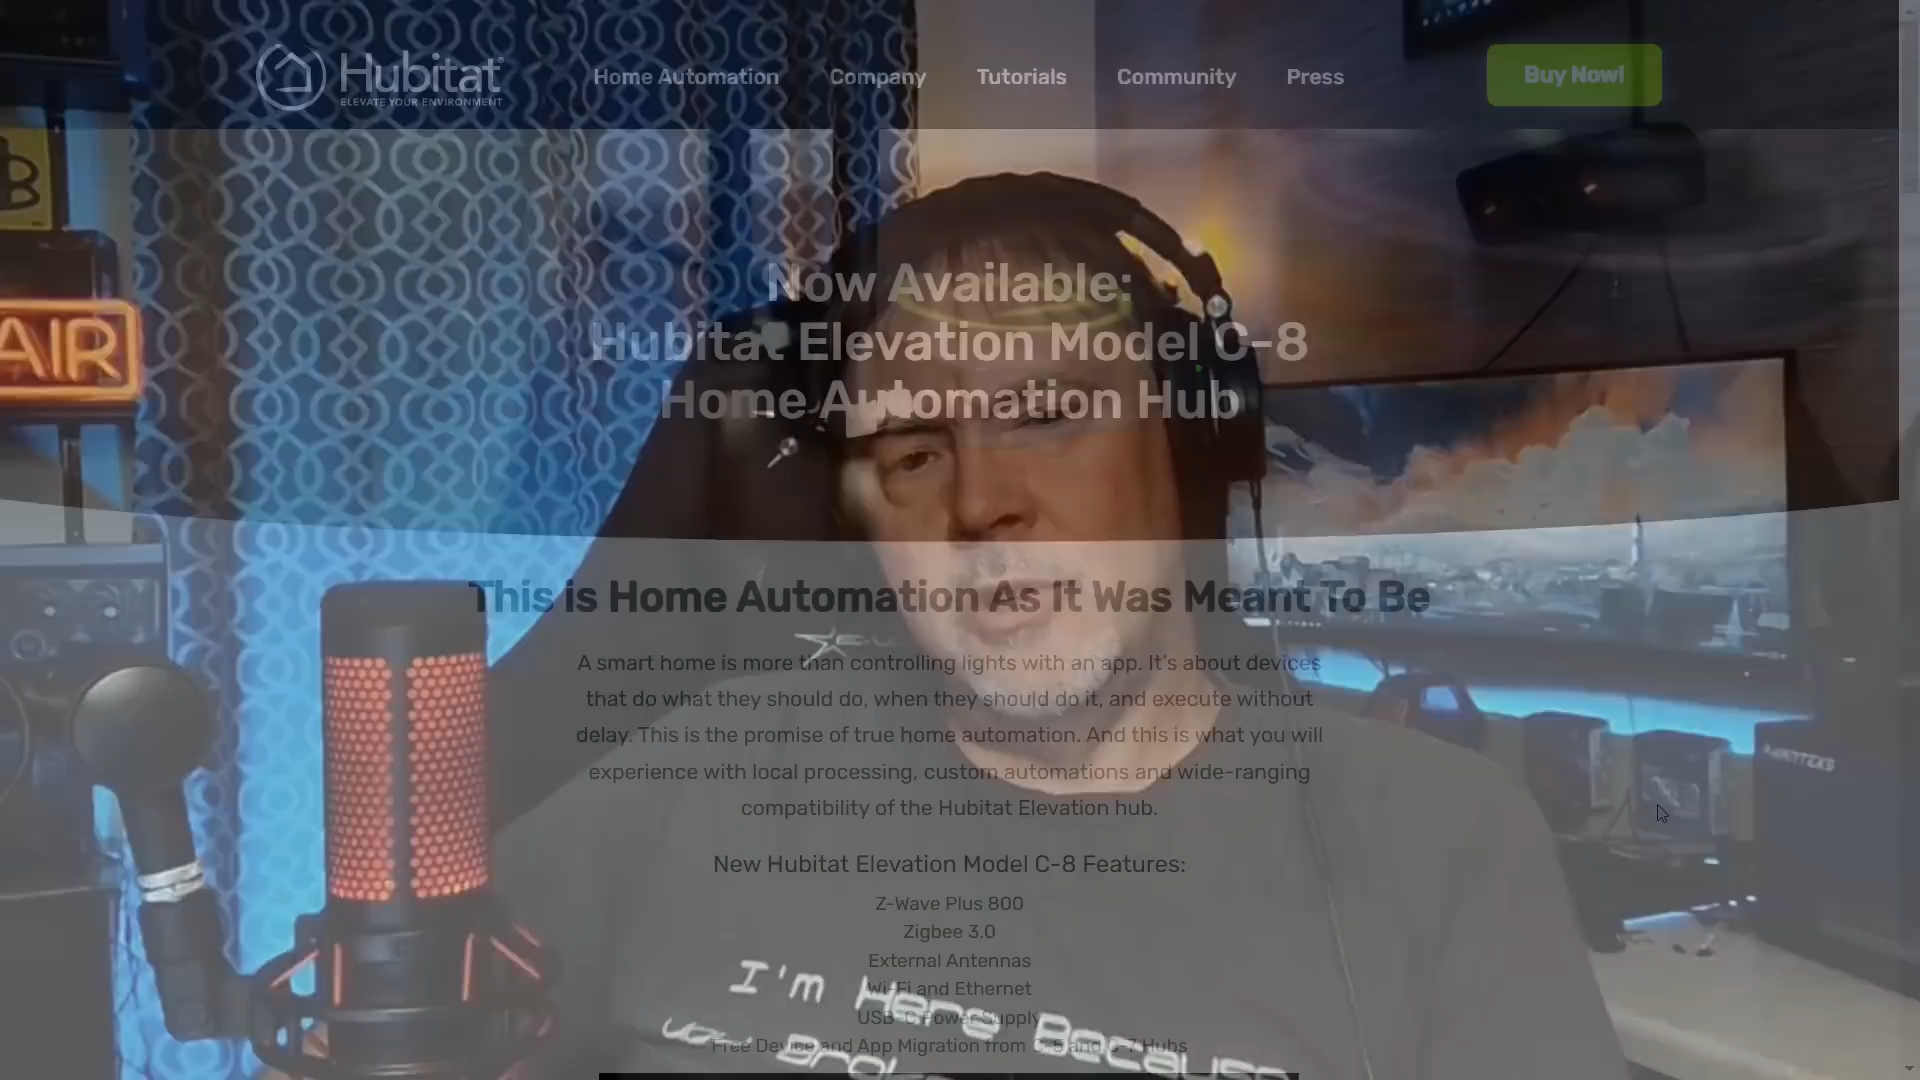 Hubitat
ELEVATE YOUR ENVIRONMENT
Home Automation
Company
Tutorials
Community
Press
Buy Now!
B
AIR
Now Available:
Hubitat Elevation Model C-8
Home Automation Hub
This is Home Automation As It Was Meant To Be
A smart home is more than controlling lights with an app. It's about devices
that do what they should do, when they should do it, and execute without
delay. This is the promise of true home automation. And this is what you will
experience with local processing, custom automations and wide-ranging
compatibility of the Hubitat Elevation hub.
New Hubitat Elevation Model C-8 Features:
Z-Wave Plus 800
Zigbee 3.0
External Antennas
Wi-Fi and Ethernet
USB-C Power Supply
Free Device and App Migration from C-5 and C-7 Hubs
I'm Here Because
you